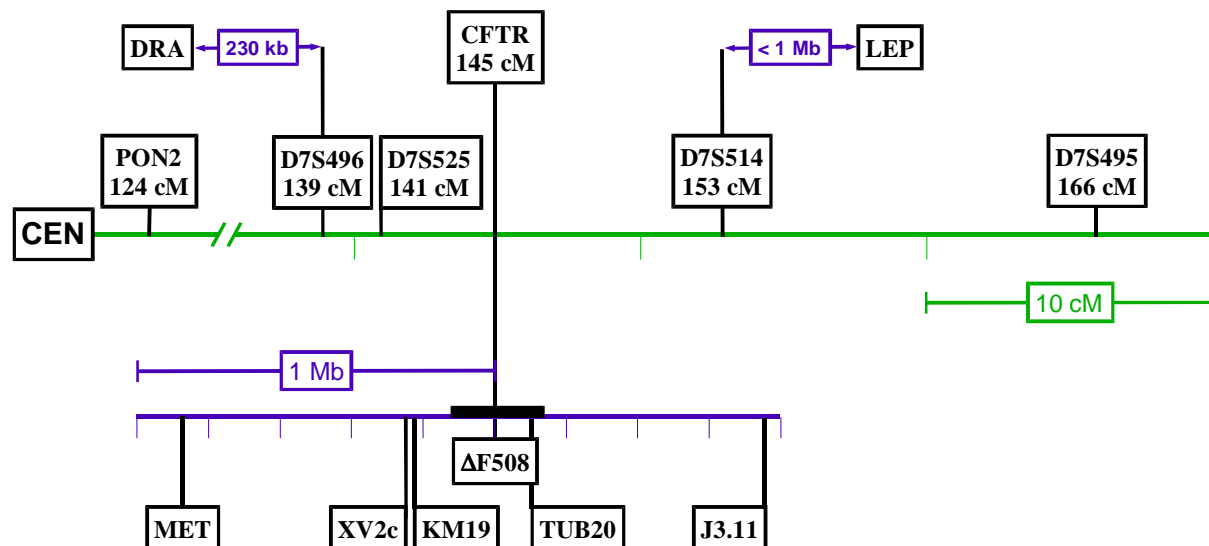 DRA
230 kb
CFTR
145 cM
< 1 Mb
LEP
PON2
124 cM
D7S496
139 cM
D7S525
141 cM
D7S514
153 cM
D7S495
166 cM
CEN
10 cM
1 Mb
ΔF508
MET
XV2c
KM19
TUB20
J3.11